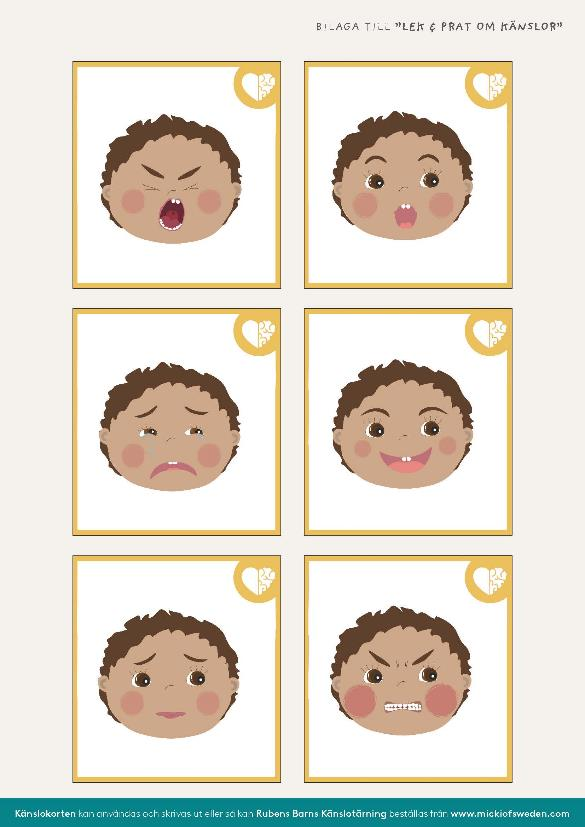 BILAGA TILL "LEK & PRAT OM KÄNSLOR"
Känslokorten kan användas och skrivas ut eller så kan Rubens Barns Känslotärning beställas från www.mickiofsweden.com